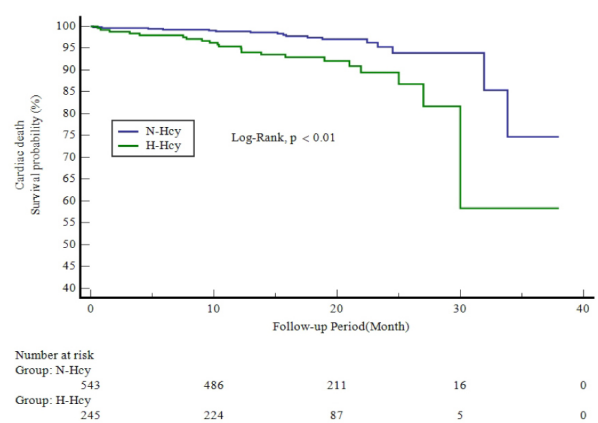 100
95
90
85
80
75
70
65
60
55
50
45
40
Cardiac death
Survival probability (%)
N-Hcy
H-Hcy
Log-Rank, p < 0.01
0 10 20 30 40
Follow-up Period(Month)
Number at risk
Group: N-Hcy
543 486 211 16 0
Group: H-Hcy
245 224 87 5 0